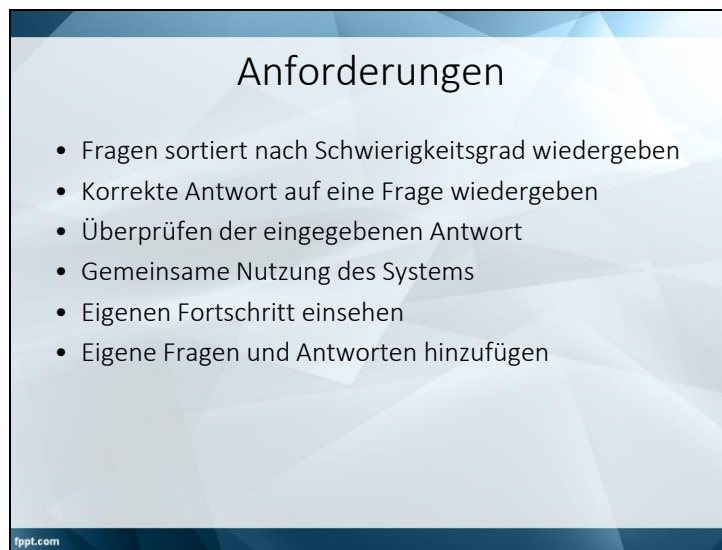 Anforderungen
• Fragen sortiert nach Schwierigkeitsgrad wiedergeben
• Korrekte Antwort auf eine Frage wiedergeben
• Überprüfen der eingegebenen Antwort
• Gemeinsame Nutzung des Systems
• Eigenen Fortschritt einsehen
• Eigene Fragen und Antworten hinzufügen
fppt.com